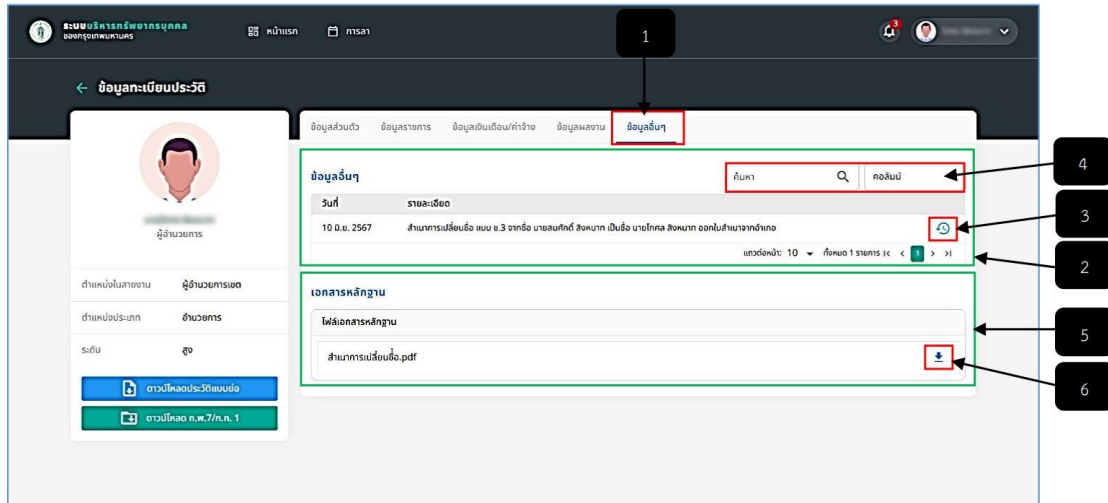 ระบบบริหารทรัพยากรบุคคล
ของกรุงเทพมหานคร
หน้าแรก
การลา
1
3
ข้อมูลทะเบียนประวัติ
ข้อมูลส่วนตัว ข้อมูลราชการ ข้อมูลเงินเดือน/ค่าจ้าง ข้อมูลผลงาน ข้อมูลอื่นๆ
ข้อมูลอื่นๆ
ค้นหา
คอลัมน์
4
วันที่ รายละเอียด
10 มิ.ย. 2567 สำเนาการเปลี่ยนชื่อ แบบ ช.3 จากชื่อ นายสมศักดิ์ สิงหนาท เป็นชื่อ นายโกศล สิงหนาท ออกใบสำเนาจากอำเภอ
3
แถวต่อหน้า: 10 ทั้งหมด 1 รายการ |< < 1 > >|
2
ผู้อำนวยการ
ตำแหน่งในสายงาน ผู้อำนวยการเขต
ตำแหน่งประเภท อำนวยการ
ระดับ สูง
ดาวน์โหลดประวัติแบบย่อ
ดาวน์โหลด ก.พ.7/ก.ก. 1
เอกสารหลักฐาน
ไฟล์เอกสารหลักฐาน
5
สำเนาการเปลี่ยนชื่อ.pdf
6